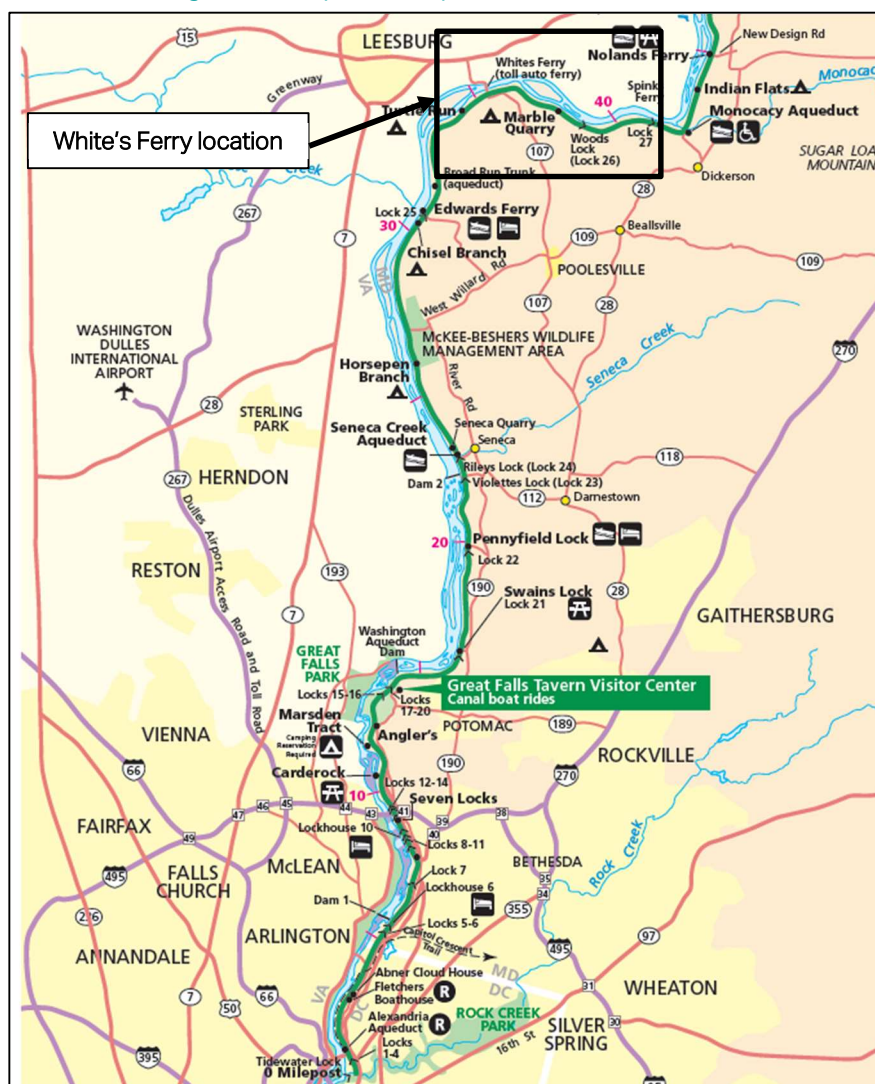 15
LEESBURG
New Design Rd
Nolands Ferry
Whites Ferry
(toll auto ferry)
Greenway
Indian Flats
Monocac
40
Turtle Run
Marble
Quarry
Monocacy Aqueduct
White's Ferry location
Woods
Lock
(Lock 26)
Lock
27
107
SUGAR LOA
MOUNTAIN
Dickerson
Creek
Broad Run Trunk
(aqueduct)
28
267
Lock 25
Edwards Ferry
30
Beallsville
7
109
Chisel Branch
109
POOLESVILLE
VA
MD
West Willard Rd
107
28
WASHINGTON
DULLES
INTERNATIONAL
AIRPORT
McKEE-BESHERS WILDLIFE
MANAGEMENT AREA
Seneca Creek
270
Horsepen
Branch
River Rd
28
STERLING
PARK
Seneca Quarry
Seneca Creek
Aqueduct
Seneca
118
Rileys Lock (Lock 24)
267
HERNDON
Dam 2
Violettes Lock (Lock 23)
112
Darnestown
Dulles Airport Access Road and Toll Road
20
Pennyfield Lock
Lock 22
RESTON
193
190
28
Swains Lock
Lock 21
7
GAITHERSBURG
Washington
Aqueduct
Dam
GREAT
FALLS
PARK
Great Falls Tavern Visitor Center
Canal boat rides
Locks 15-16
Locks
17-20
Marsden
Tract
Camping
Reservation
Required
Angler's
POTOMAC
189
VIENNA
ROCKVILLE
66
Carderock
190
270
Locks 12-14
10
Seven Locks
47
46
45
44
43
41
39
38
FAIRFAX
49
Lockhouse 10
40
Locks 8-11
McLEAN
BETHESDA
Rock Creek
495
FALLS
CHURCH
Lock 7
35
Lockhouse 6
34
Dam 1
355
236
Locks 5-6
ARLINGTON
Capitol Crescent
Trail
97
ANNANDALE
495
MD
DC
Abner Cloud House
31
WHEATON
7
66
VA
DC
Fletchers
Boathouse
R
50
Alexandria
Aqueduct
R
ROCK CREEK
PARK
SILVER
SPRING
30
16th St
395
Locks
1-4
Tidewater Lock
0 Milepost